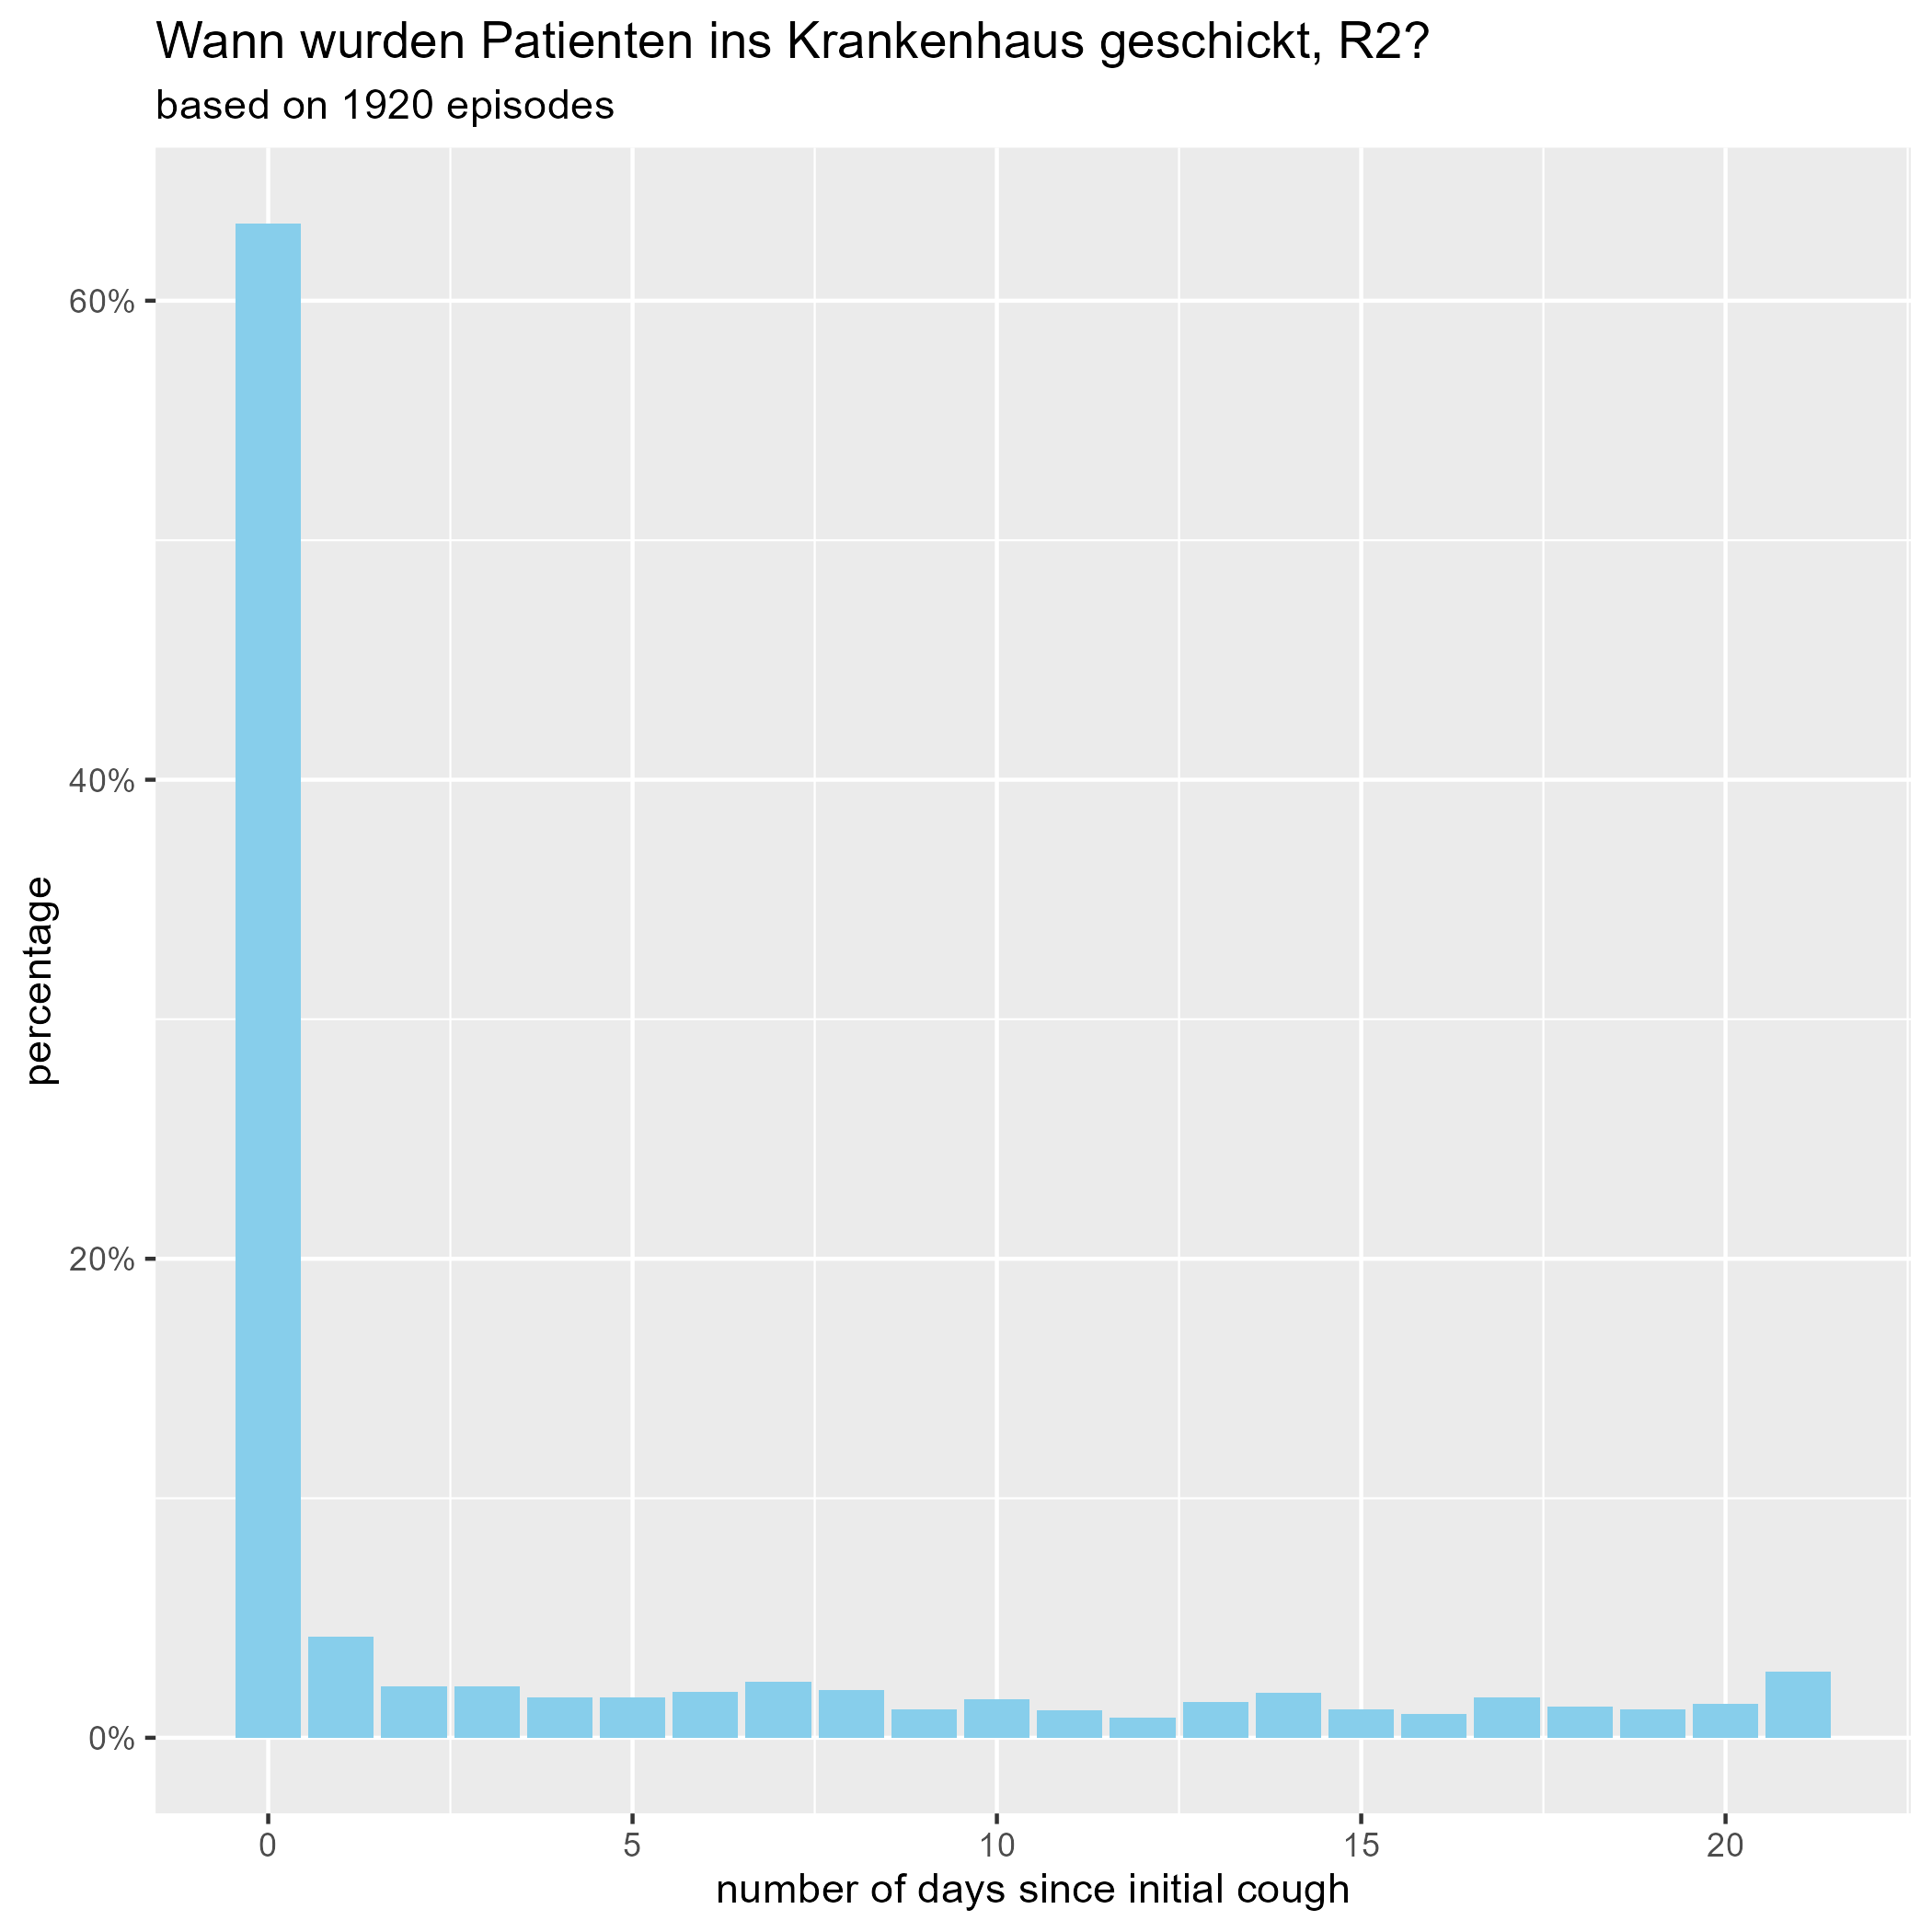 Wann wurden Patienten ins Krankenhaus geschickt, R2?
based on 1920 episodes
60%
40%
20%
0%
percentage
0 5 10 15 20
number of days since initial cough